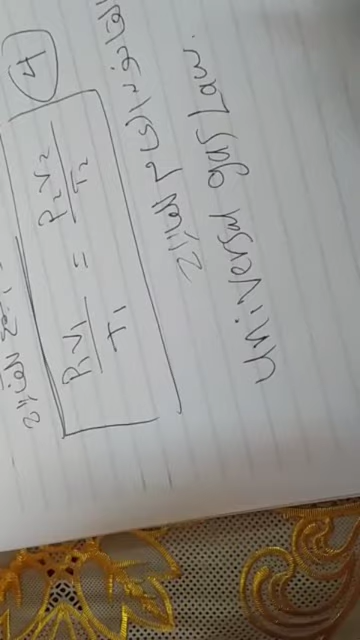 Universal gas Law.
القانون العام للغازات
P₁V₁/T₁ = P₂V₂/T₂
4